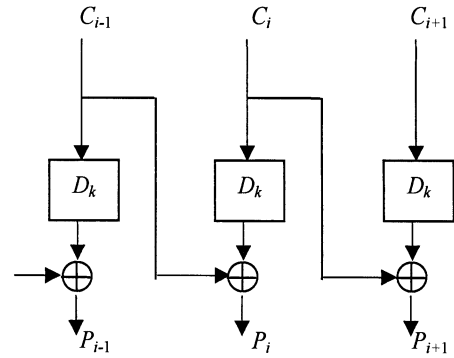 C_{i-1} C_i C_{i+1}
D_k D_k D_k
P_{i-1} P_i P_{i+1}